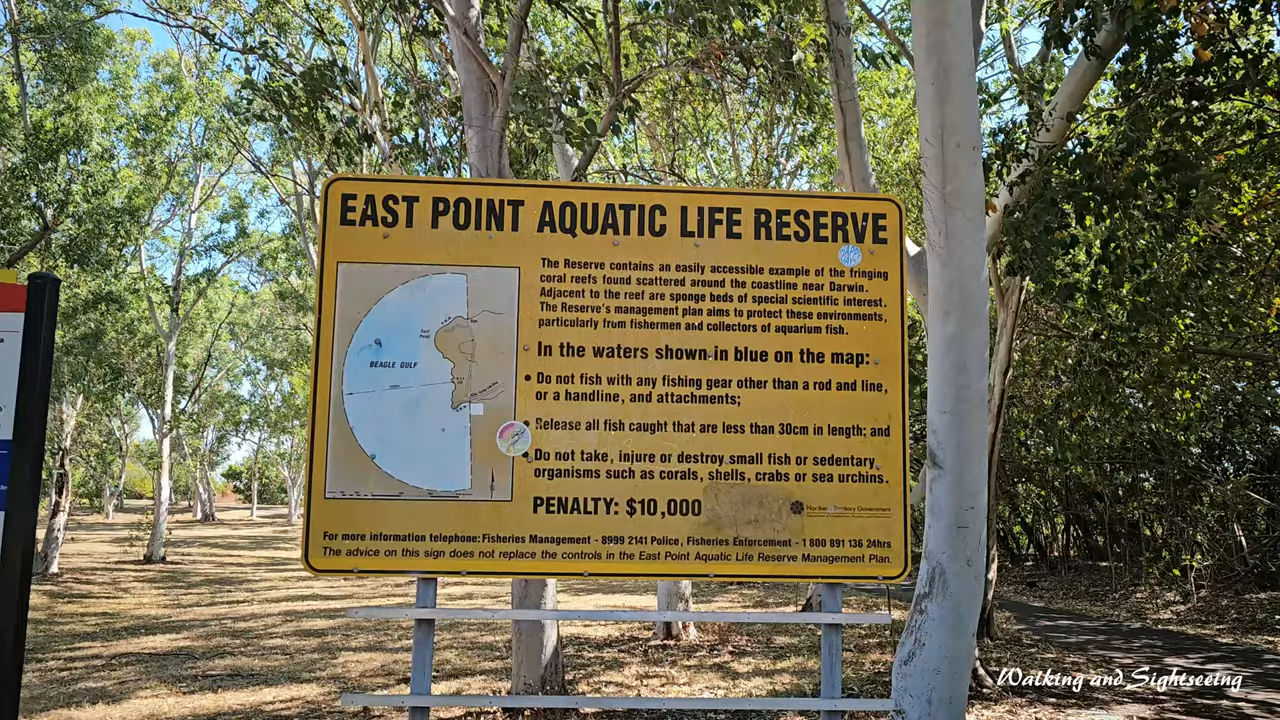 EAST POINT AQUATIC LIFE RESERVE
The Reserve contains an easily accessible example of the fringing
coral reefs found scattered around the coastline near Darwin.
Adjacent to the reef are sponge beds of special scientific interest.
The Reserve's management plan aims to protect these environments,
particularly from fishermen and collectors of aquarium fish.
East
Point
BEAGLE GULF
In the waters shown in blue on the map:
• Do not fish with any fishing gear other than a rod and line,
or a handline, and attachments;
• Release all fish caught that are less than 30cm in length; and
• Do not take, injure or destroy small fish or sedentary
organisms such as corals, shells, crabs or sea urchins.
PENALTY: $10,000
Northern Territory Government
For more information telephone: Fisheries Management - 8999 2141 Police, Fisheries Enforcement - 1 800 891 136 24hrs
The advice on this sign does not replace the controls in the East Point Aquatic Life Reserve Management Plan.
Walking and Sightseeing